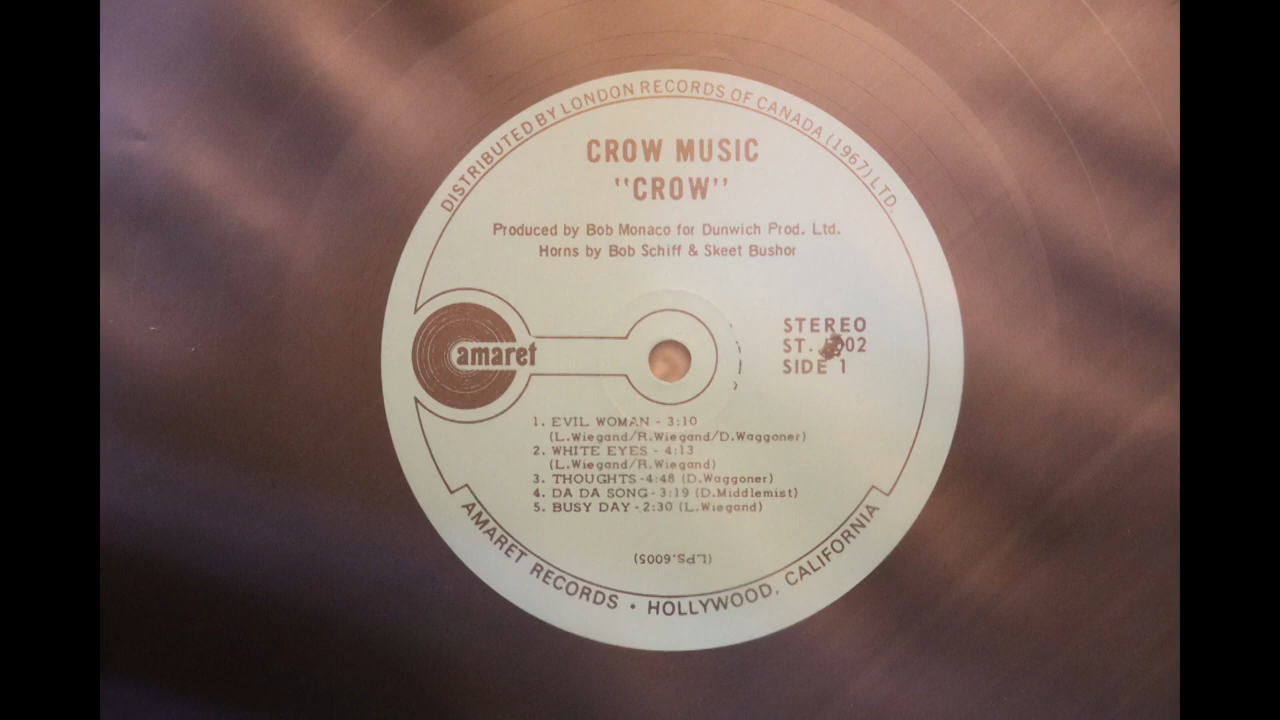 DISTRIBUTED BY LONDON RECORDS OF CANADA (1967) LTD.
CROW MUSIC
"CROW"
Produced by Bob Monaco for Dunwich Prod. Ltd.
Horns by Bob Schiff & Skeet Bushor
amaret
STEREO
ST.
SIDE 1
1. EVIL WOMAN - 3:10
(L.Wiegand/R.Wiegand/D.Waggoner)
2. WHITE EYES - 4:13
(L.Wiegand/R.Wiegand)
3. THOUGHTS-4:48 (D.Waggoner)
4. DA DA SONG-3:19 (D.Middlemist)
5. BUSY DAY-2:30 (L.Wiegand)
(LPS.6005)
AMARET RECORDS • HOLLYWOOD, CALIFORNIA